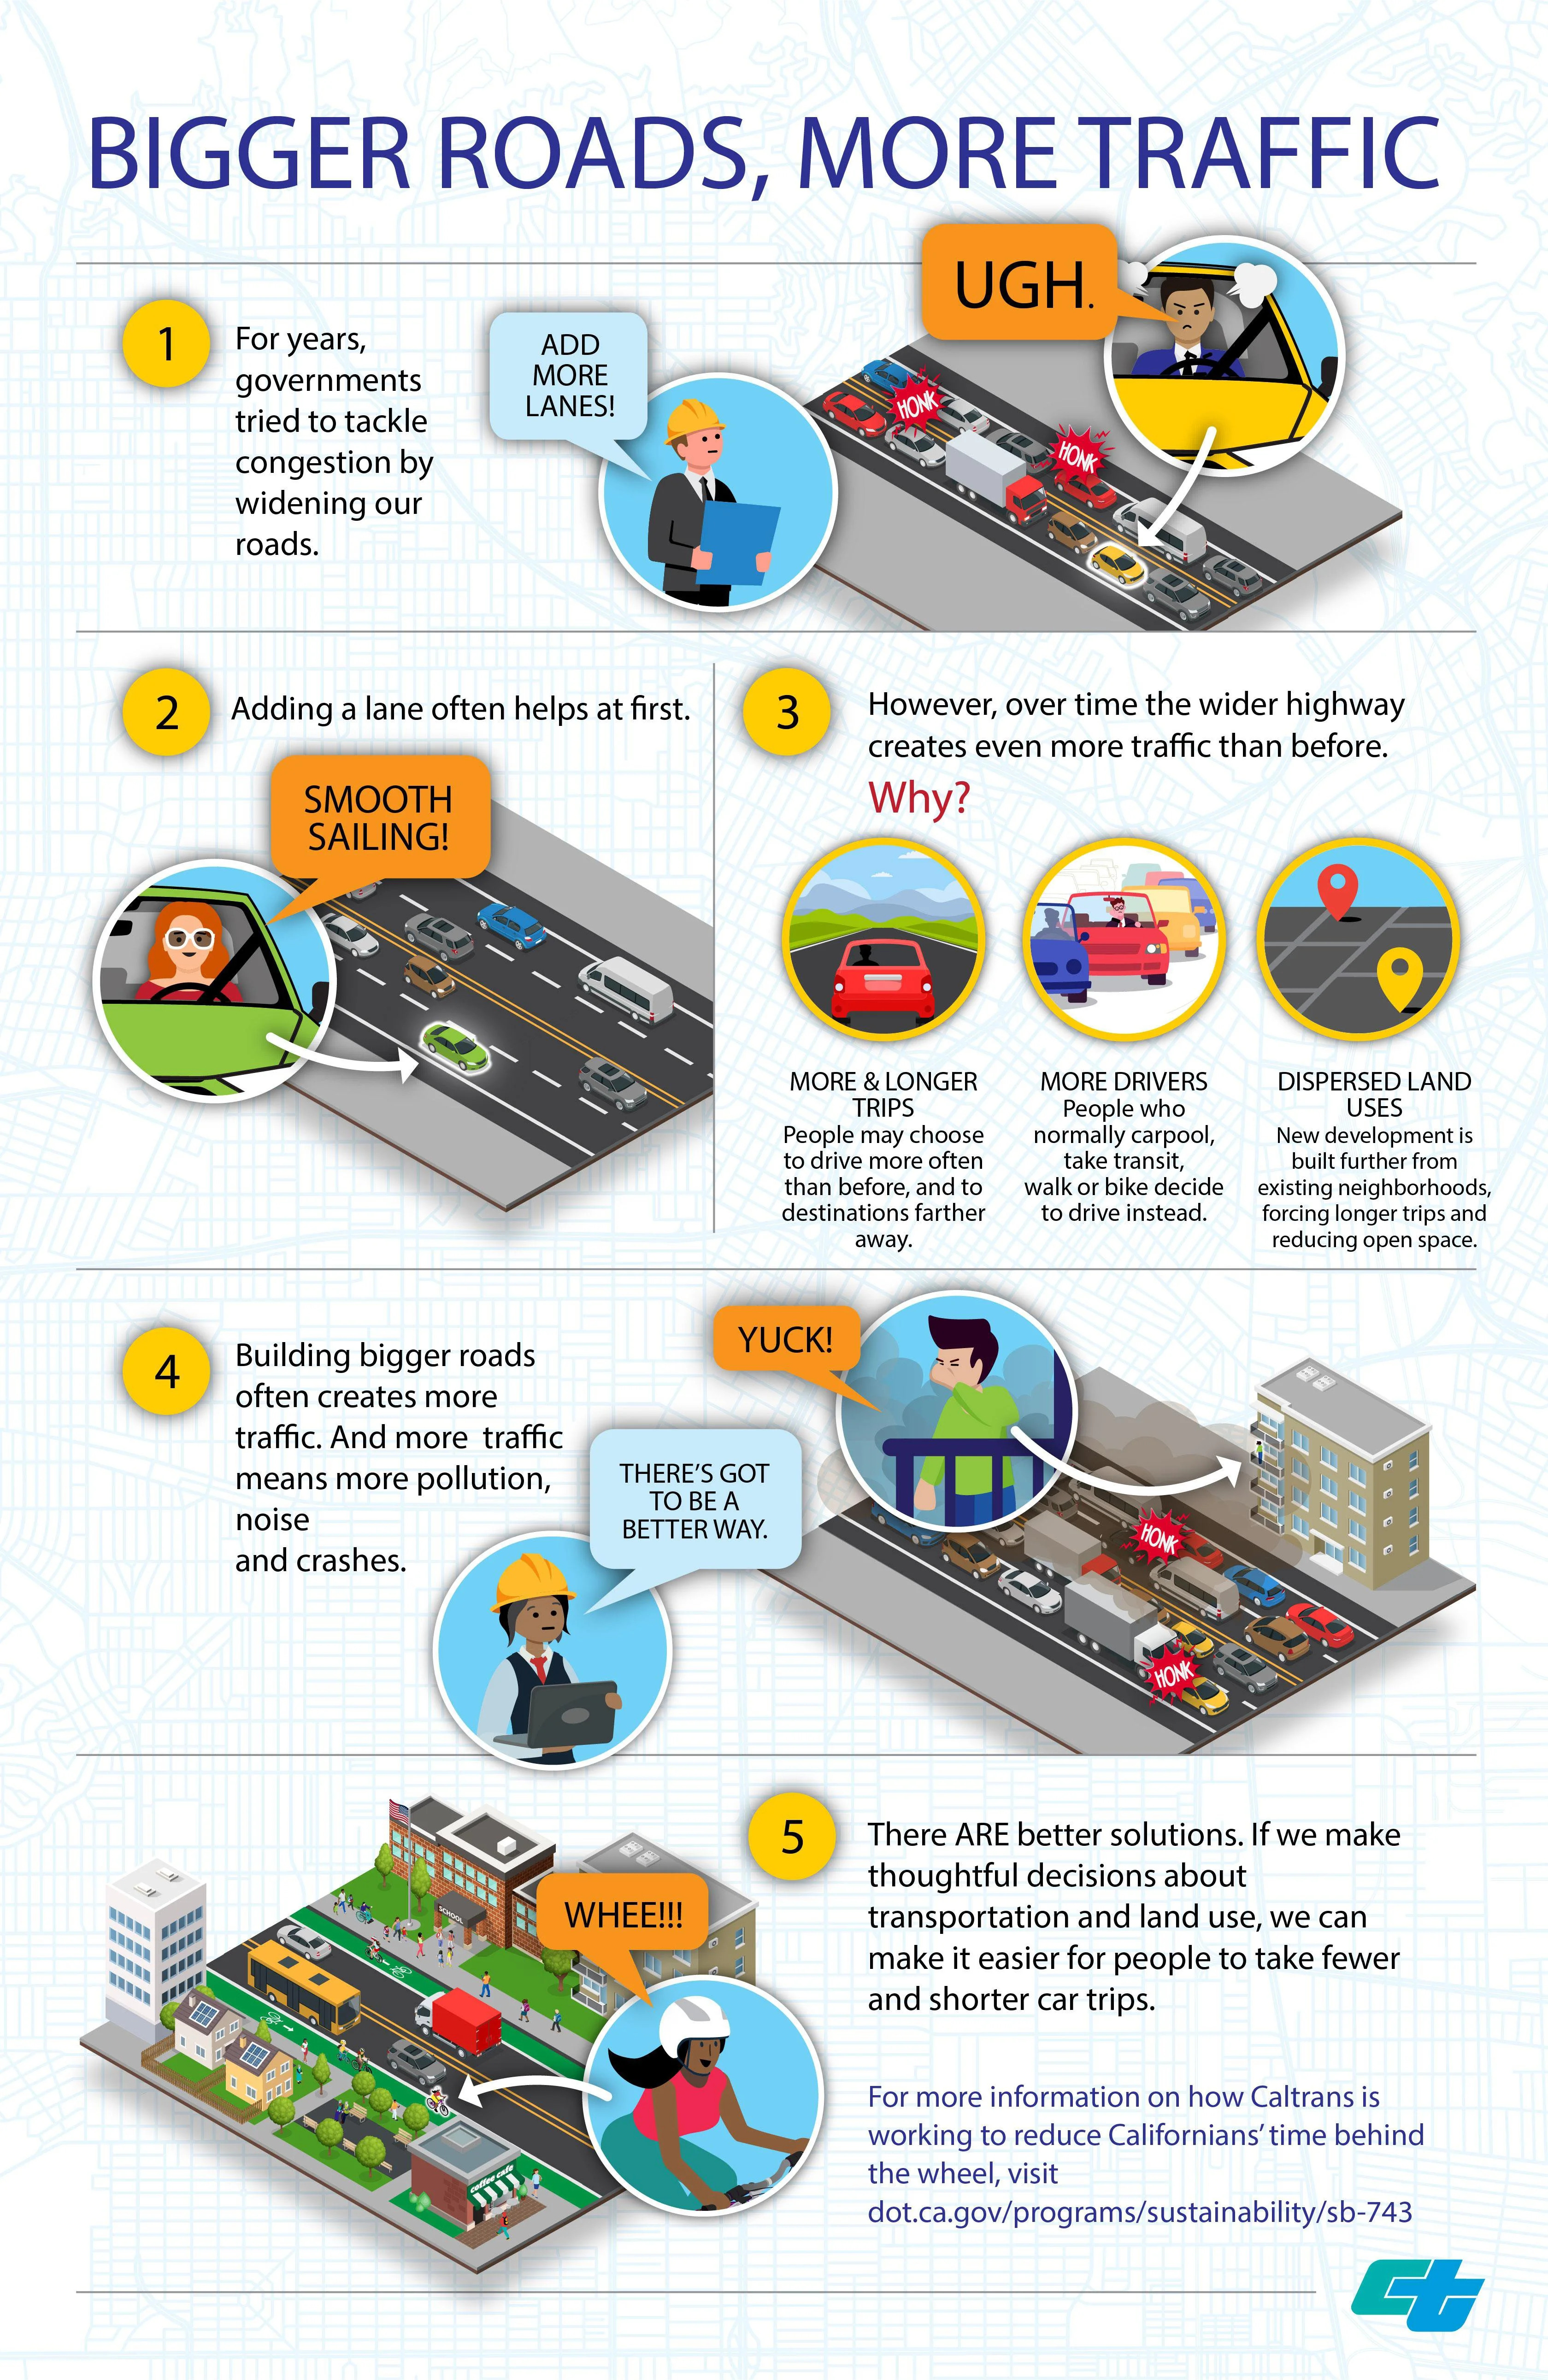 BIGGER ROADS, MORE TRAFFIC
1
For years,
governments
tried to tackle
congestion by
widening our
roads.
ADD
MORE
LANES!
UGH.
HONK
HONK
2
Adding a lane often helps at first.
SMOOTH
SAILING!
3
However, over time the wider highway
creates even more traffic than before.
Why?
MORE & LONGER
TRIPS
People may choose
to drive more often
than before, and to
destinations farther
away.
MORE DRIVERS
People who
normally carpool,
take transit,
walk or bike decide
to drive instead.
DISPERSED LAND
USES
New development is
built further from
existing neighborhoods,
forcing longer trips and
reducing open space.
4
Building bigger roads
often creates more
traffic. And more  traffic
means more pollution,
noise
and crashes.
YUCK!
THERE'S GOT
TO BE A
BETTER WAY.
HONK
HONK
SCHOOL
WHEE!!!
coffee cafe
5
There ARE better solutions. If we make
thoughtful decisions about
transportation and land use, we can
make it easier for people to take fewer
and shorter car trips.
For more information on how Caltrans is
working to reduce Californians’ time behind
the wheel, visit
dot.ca.gov/programs/sustainability/sb-743
ct